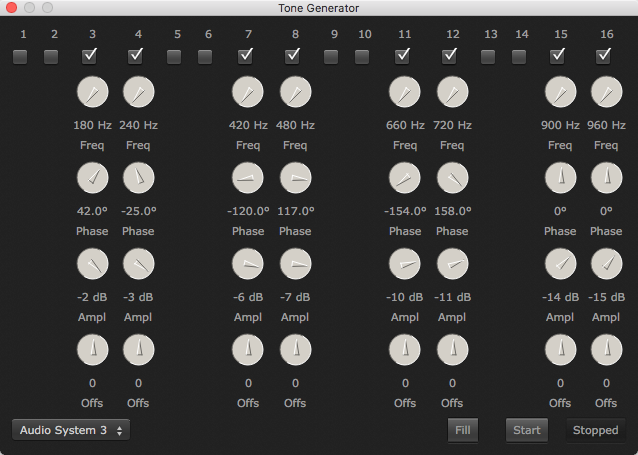 Tone Generator
1 2 3 4 5 6 7 8 9 10 11 12 13 14 15 16
180 Hz 240 Hz 420 Hz 480 Hz 660 Hz 720 Hz 900 Hz 960 Hz
Freq Freq Freq Freq Freq Freq Freq Freq
42.0° -25.0° -120.0° 117.0° -154.0° 158.0° 0° 0°
Phase Phase Phase Phase Phase Phase Phase Phase
-2 dB -3 dB -6 dB -7 dB -10 dB -11 dB -14 dB -15 dB
Ampl Ampl Ampl Ampl Ampl Ampl Ampl Ampl
0 0 0 0 0 0 0 0
Offs Offs Offs Offs Offs Offs Offs Offs
Audio System 3 Fill Start Stopped